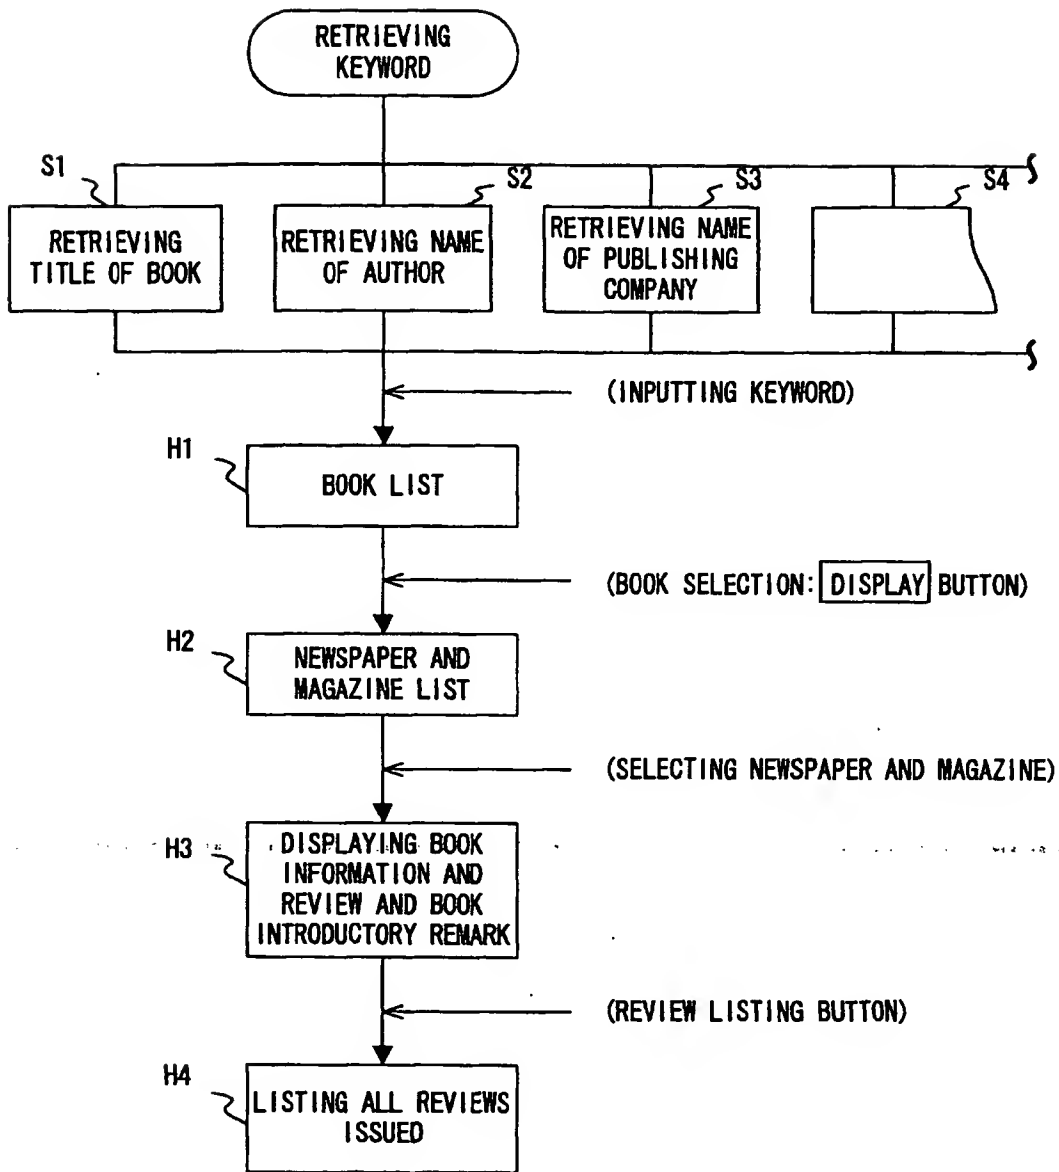 RETRIEVING
KEYWORD
S1
S2
S3
S4
RETRIEVING
TITLE OF BOOK
RETRIEVING NAME
OF AUTHOR
RETRIEVING NAME
OF PUBLISHING
COMPANY
(INPUTTING KEYWORD)
H1
BOOK LIST
(BOOK SELECTION: DISPLAY BUTTON)
H2
NEWSPAPER AND
MAGAZINE LIST
(SELECTING NEWSPAPER AND MAGAZINE)
H3
DISPLAYING BOOK
INFORMATION AND
REVIEW AND BOOK
INTRODUCTORY REMARK
(REVIEW LISTING BUTTON)
H4
LISTING ALL REVIEWS
ISSUED